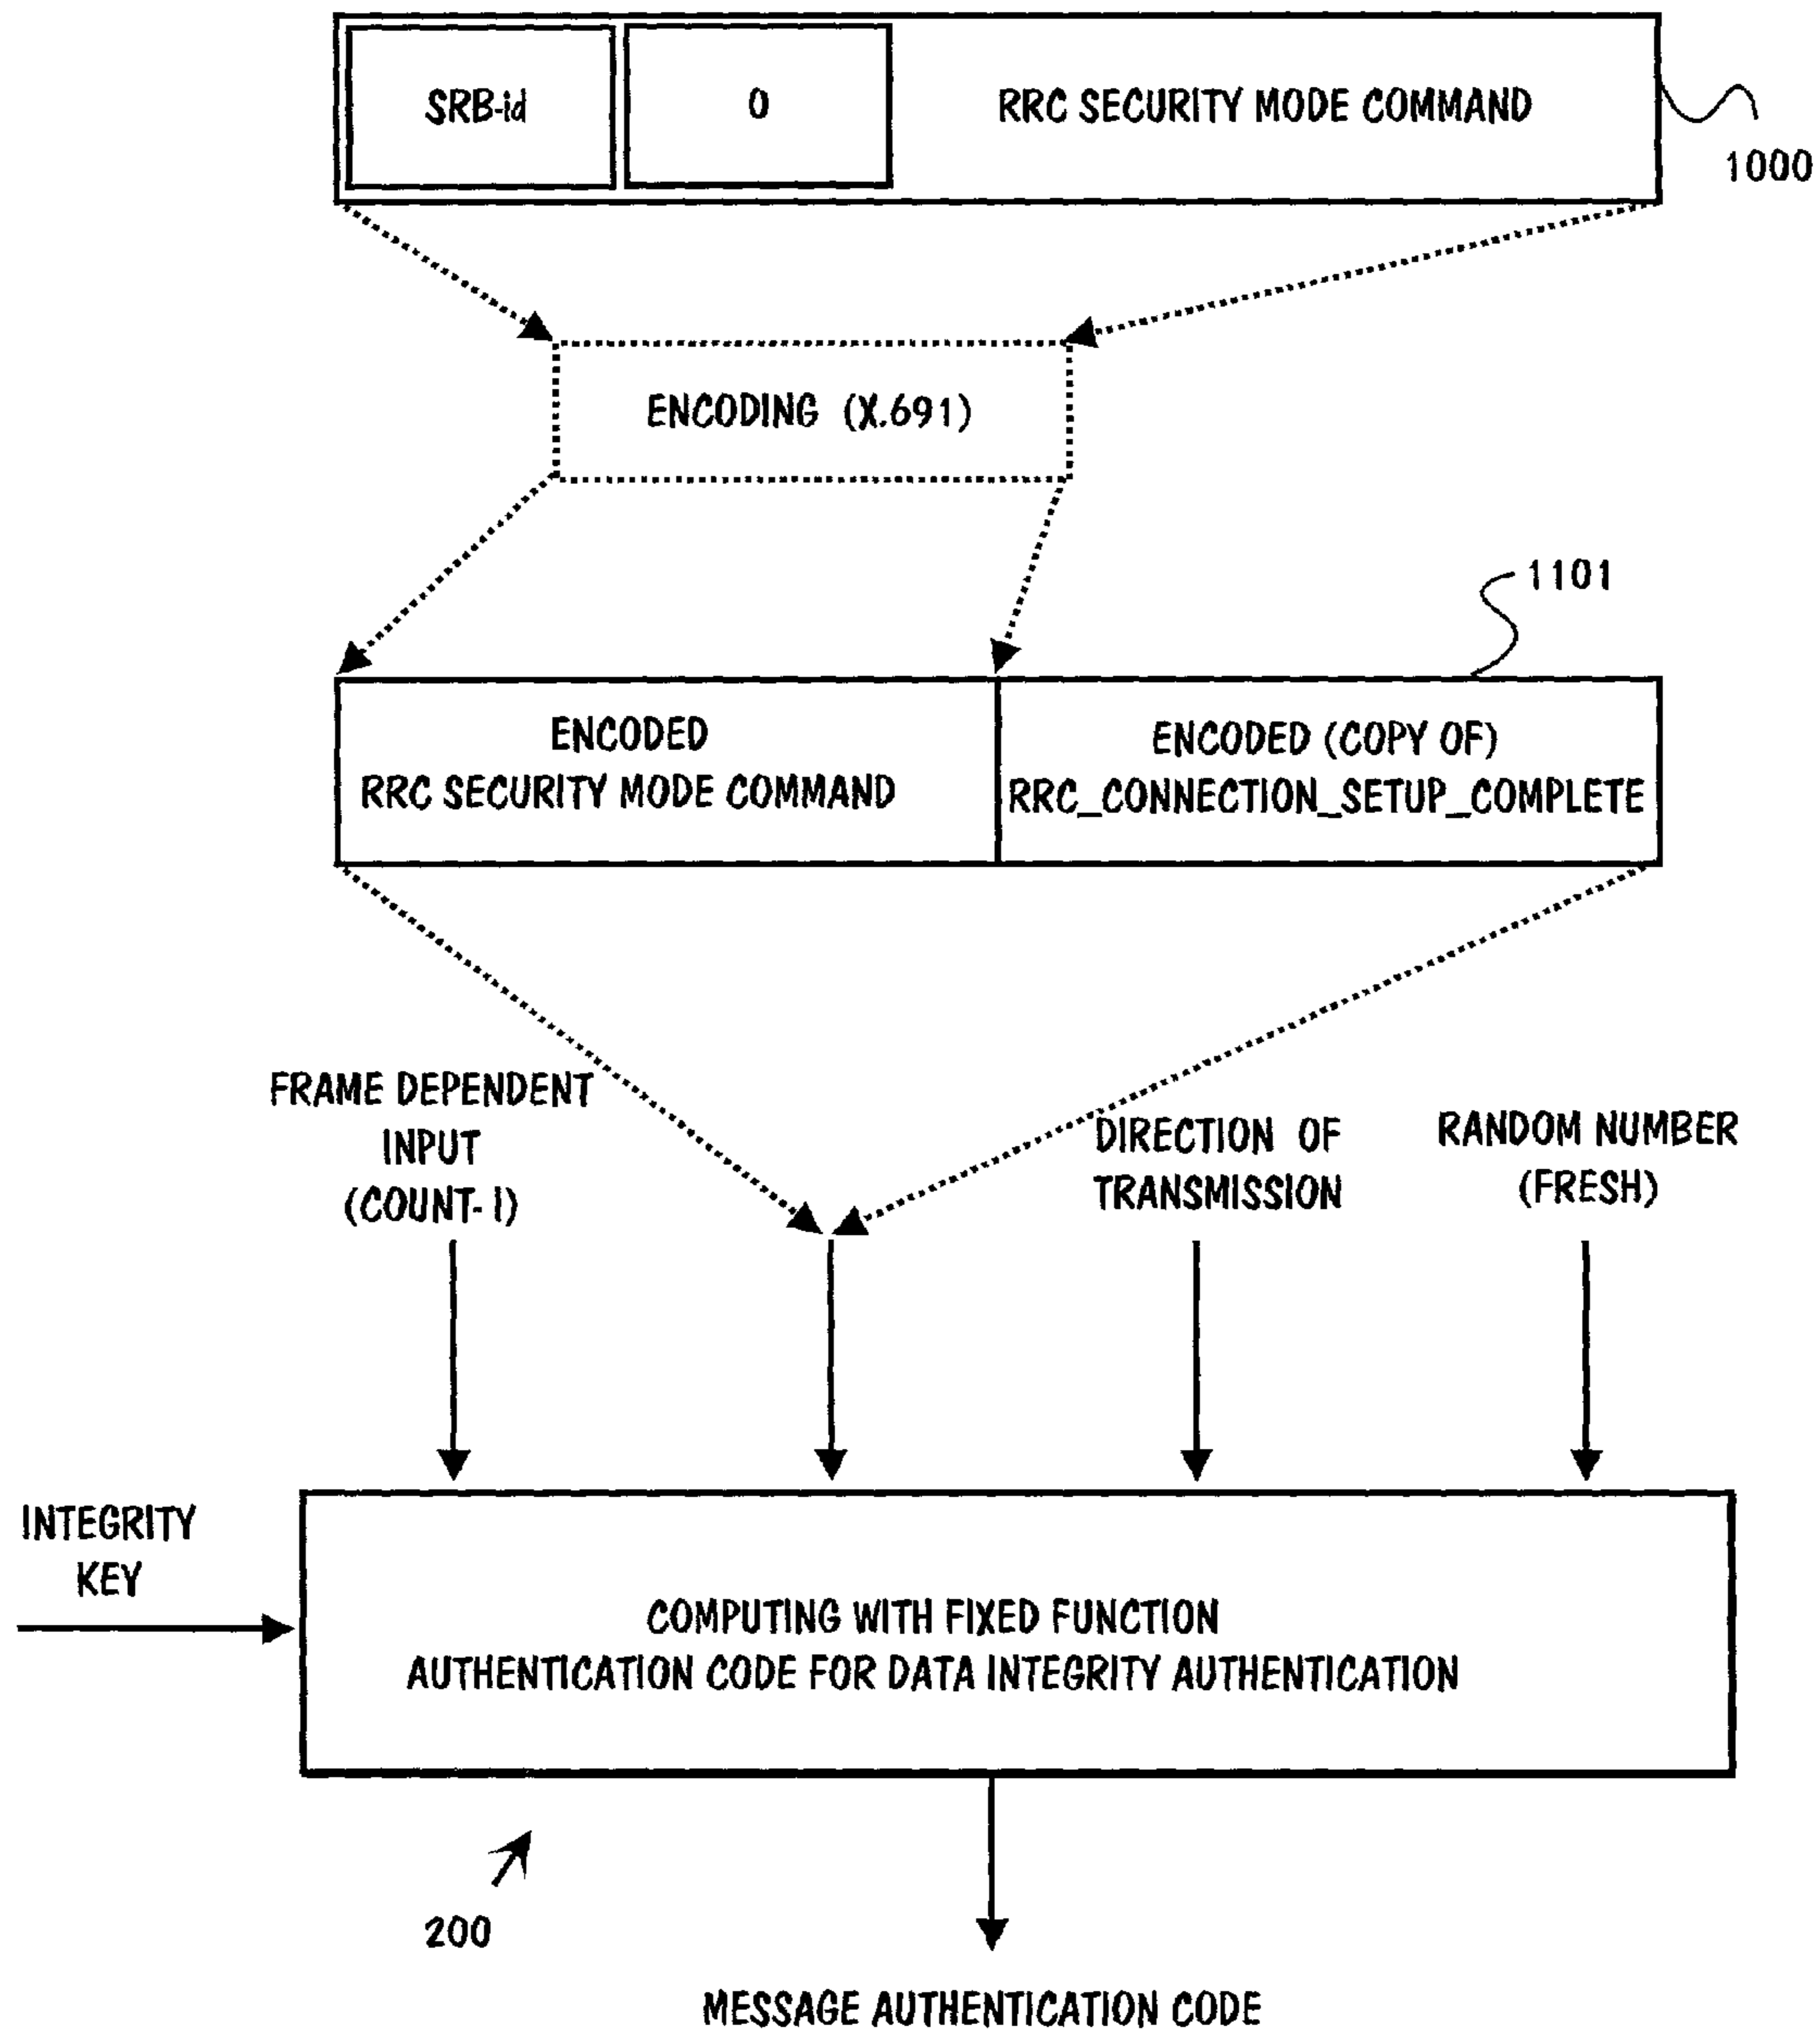 SRB-id
0
RRC SECURITY MODE COMMAND
1000
ENCODING (X.691)
1101
ENCODED
RRC SECURITY MODE COMMAND
ENCODED (COPY OF)
RRC_CONNECTION_SETUP_COMPLETE
FRAME DEPENDENT
INPUT
(COUNT-I)
DIRECTION OF
TRANSMISSION
RANDOM NUMBER
(FRESH)
INTEGRITY
KEY
COMPUTING WITH FIXED FUNCTION
AUTHENTICATION CODE FOR DATA INTEGRITY AUTHENTICATION
200
MESSAGE AUTHENTICATION CODE